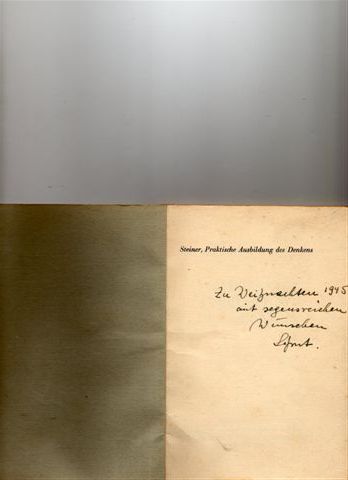 Steiner, Praktische Ausbildung des Denkens
Zu Weihnachten 1945
mit segensreichen
Wünschen